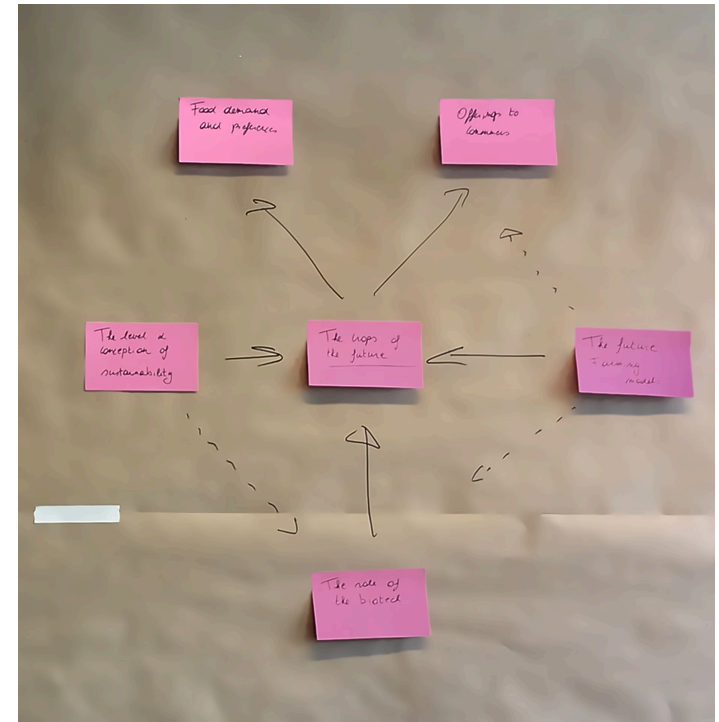 Food demand
and preferences
Offerings to
consumers
The level &
conception of
sustainability
The crops of
the future
The future
Farming
model
The role of
the biotech